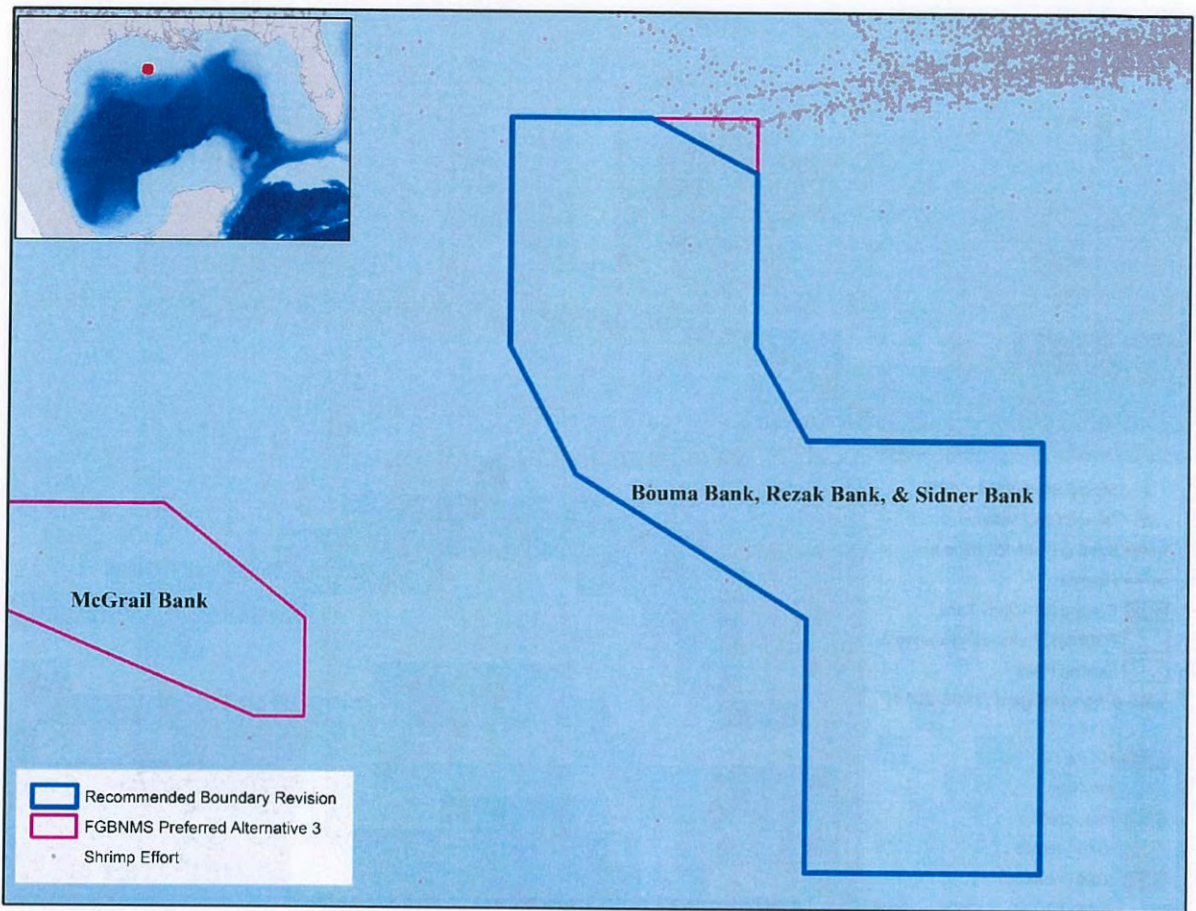 Bouma Bank, Rezak Bank, & Sidner Bank
McGrail Bank
Recommended Boundary Revision
FGBNMS Preferred Alternative 3
Shrimp Effort